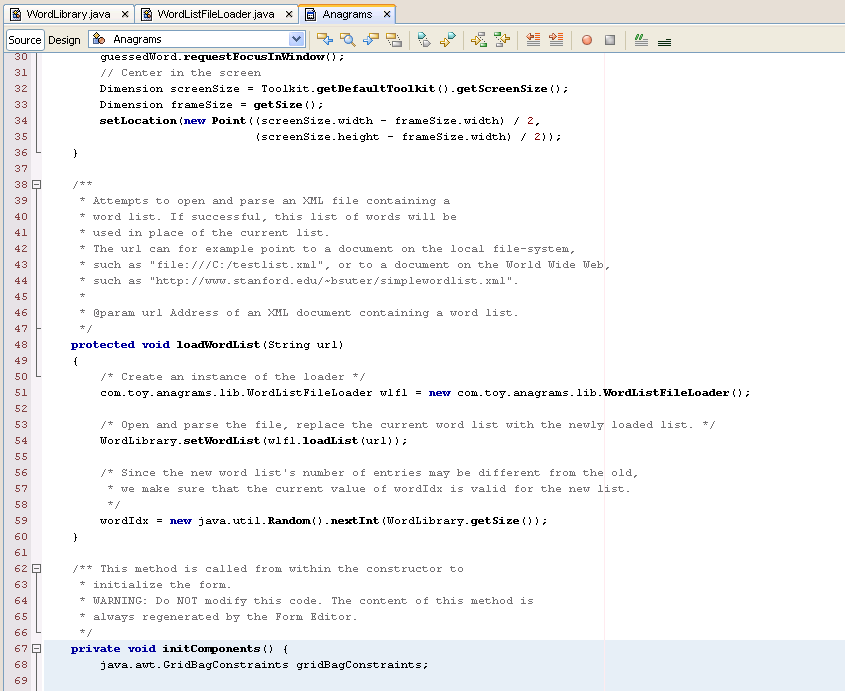 WordLibrary.java × WordListFileLoader.java × Anagrams ×
Source Design Anagrams
30 guessedWord.requestFocusInWindow();
31 // Center in the screen
32 Dimension screenSize = Toolkit.getDefaultToolkit().getScreenSize();
33 Dimension frameSize = getSize();
34 setLocation(new Point((screenSize.width - frameSize.width) / 2,
35 (screenSize.height - frameSize.width) / 2));
36 }
37
38 /**
39 * Attempts to open and parse an XML file containing a
40 * word list. If successful, this list of words will be
41 * used in place of the current list.
42 * The url can for example point to a document on the local file-system,
43 * such as "file:///C:/testlist.xml", or to a document on the World Wide Web,
44 * such as "http://www.stanford.edu/~bsuter/simplewordlist.xml".
45 *
46 * @param url Address of an XML document containing a word list.
47 */
48 protected void loadWordList(String url)
49 {
50 /* Create an instance of the loader */
51 com.toy.anagrams.lib.WordListFileLoader wlfl = new com.toy.anagrams.lib.WordListFileLoader();
52
53 /* Open and parse the file, replace the current word list with the newly loaded list. */
54 WordLibrary.setWordList(wlfl.loadList(url));
55
56 /* Since the new word list's number of entries may be different from the old,
57 * we make sure that the current value of wordIdx is valid for the new list.
58 */
59 wordIdx = new java.util.Random().nextInt(WordLibrary.getSize());
60 }
61
62 /** This method is called from within the constructor to
63 * initialize the form.
64 * WARNING: Do NOT modify this code. The content of this method is
65 * always regenerated by the Form Editor.
66 */
67 private void initComponents() {
68 java.awt.GridBagConstraints gridBagConstraints;
69